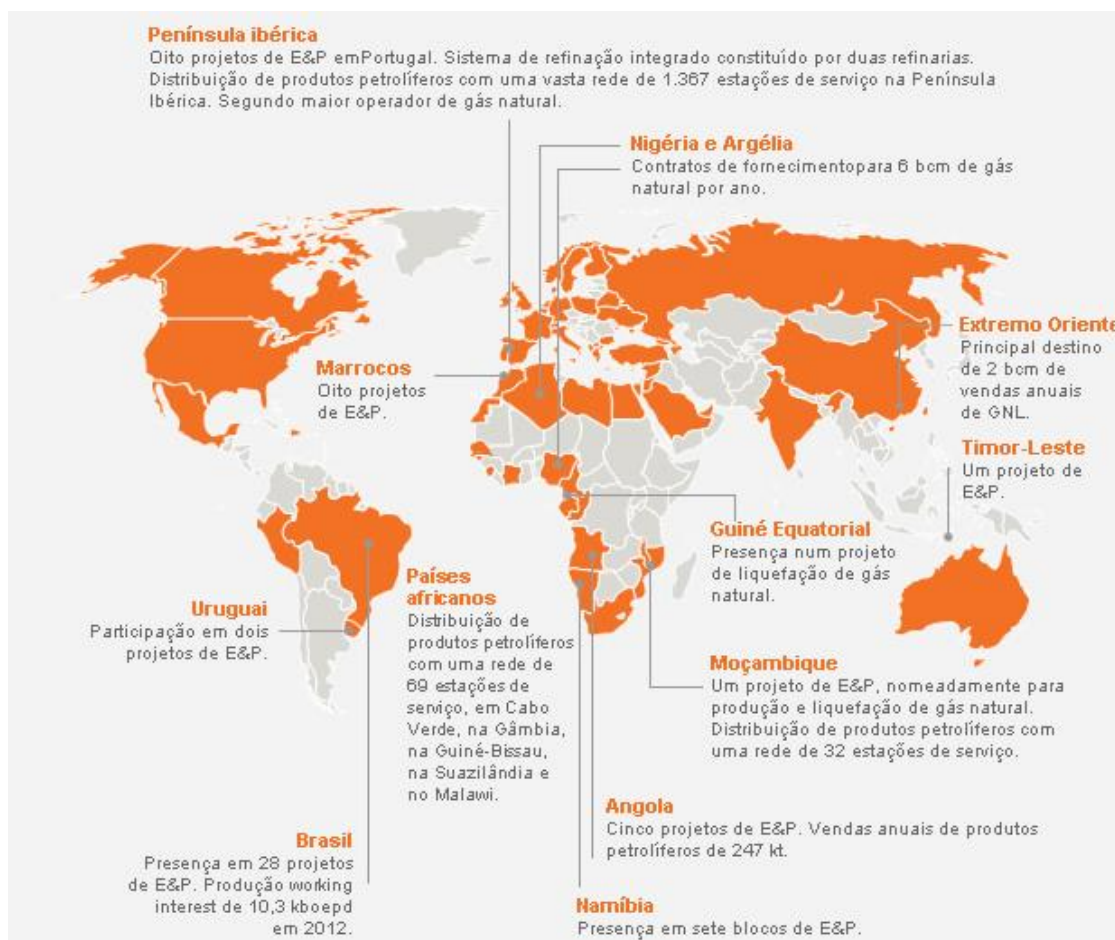 Península ibérica
Oito projetos de E&P emPortugal. Sistema de refinação integrado constituído por duas refinarias.
Distribuição de produtos petrolíferos com uma vasta rede de 1.367 estações de serviço na Península
Ibérica. Segundo maior operador de gás natural.
Nigéria e Argélia
Contratos de fornecimentopara 6 bcm de gás
natural por ano.
Marrocos
Oito projetos
de E&P.
Extremo Oriente
Principal destino
de 2 bcm de
vendas anuais
de GNL.
Timor-Leste
Um projeto de
E&P.
Guiné Equatorial
Presença num projeto
de liquefação de gás
natural.
Uruguai
Participação em dois
projetos de E&P.
Países
africanos
Distribuição de
produtos petrolíferos
com uma rede de
69 estações de
serviço, em Cabo
Verde, na Gâmbia,
na Guiné-Bissau,
na Suazilândia e
no Malawi.
Moçambique
Um projeto de E&P, nomeadamente para
produção e liquefação de gás natural.
Distribuição de produtos petrolíferos com
uma rede de 32 estações de serviço.
Angola
Cinco projetos de E&P. Vendas anuais de produtos
petrolíferos de 247 kt.
Brasil
Presença em 28 projetos
de E&P. Produção working
interest de 10,3 kboepd
em 2012.
Namíbia
Presença em sete blocos de E&P.